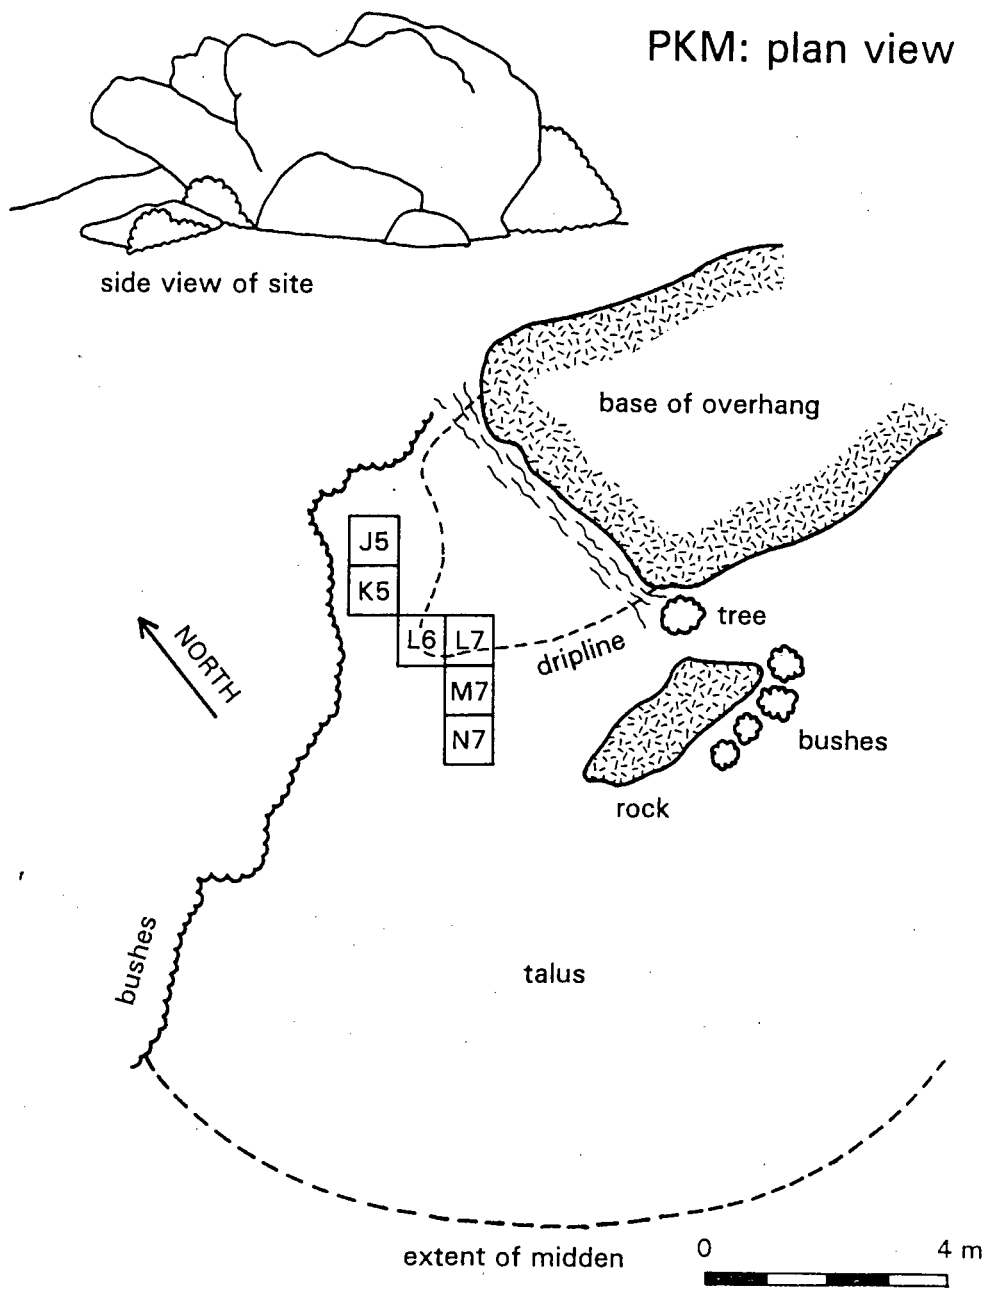 PKM: plan view
side view of site
base of overhang
J5
K5
L6
L7
tree
NORTH
dripline
M7
N7
bushes
rock
bushes
talus
extent of midden
0
4 m